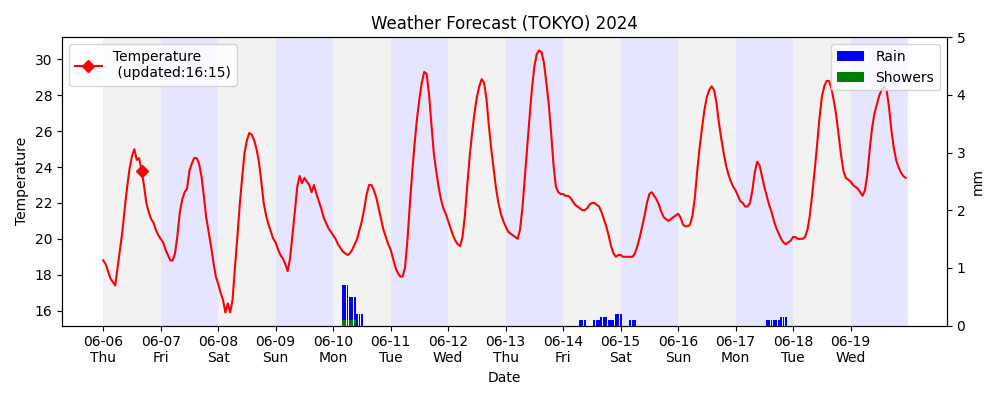 Weather Forecast (TOKYO) 2024
Temperature
(updated:16:15)
Rain
Showers
30
28
26
24
22
20
18
16
Temperature
5
4
3
2
1
0
mm
06-06 06-07 06-08 06-09 06-10 06-11 06-12 06-13 06-14 06-15 06-16 06-17 06-18 06-19
Thu Fri Sat Sun Mon Tue Wed Thu Fri Sat Sun Mon Tue Wed
Date